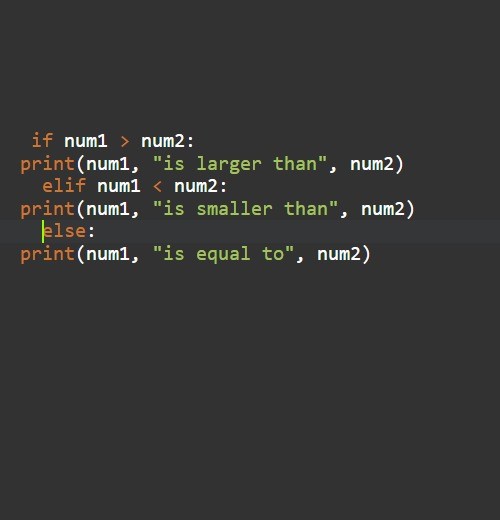 if num1 > num2:
print(num1, "is larger than", num2)
  elif num1 < num2:
print(num1, "is smaller than", num2)
  else:
print(num1, "is equal to", num2)